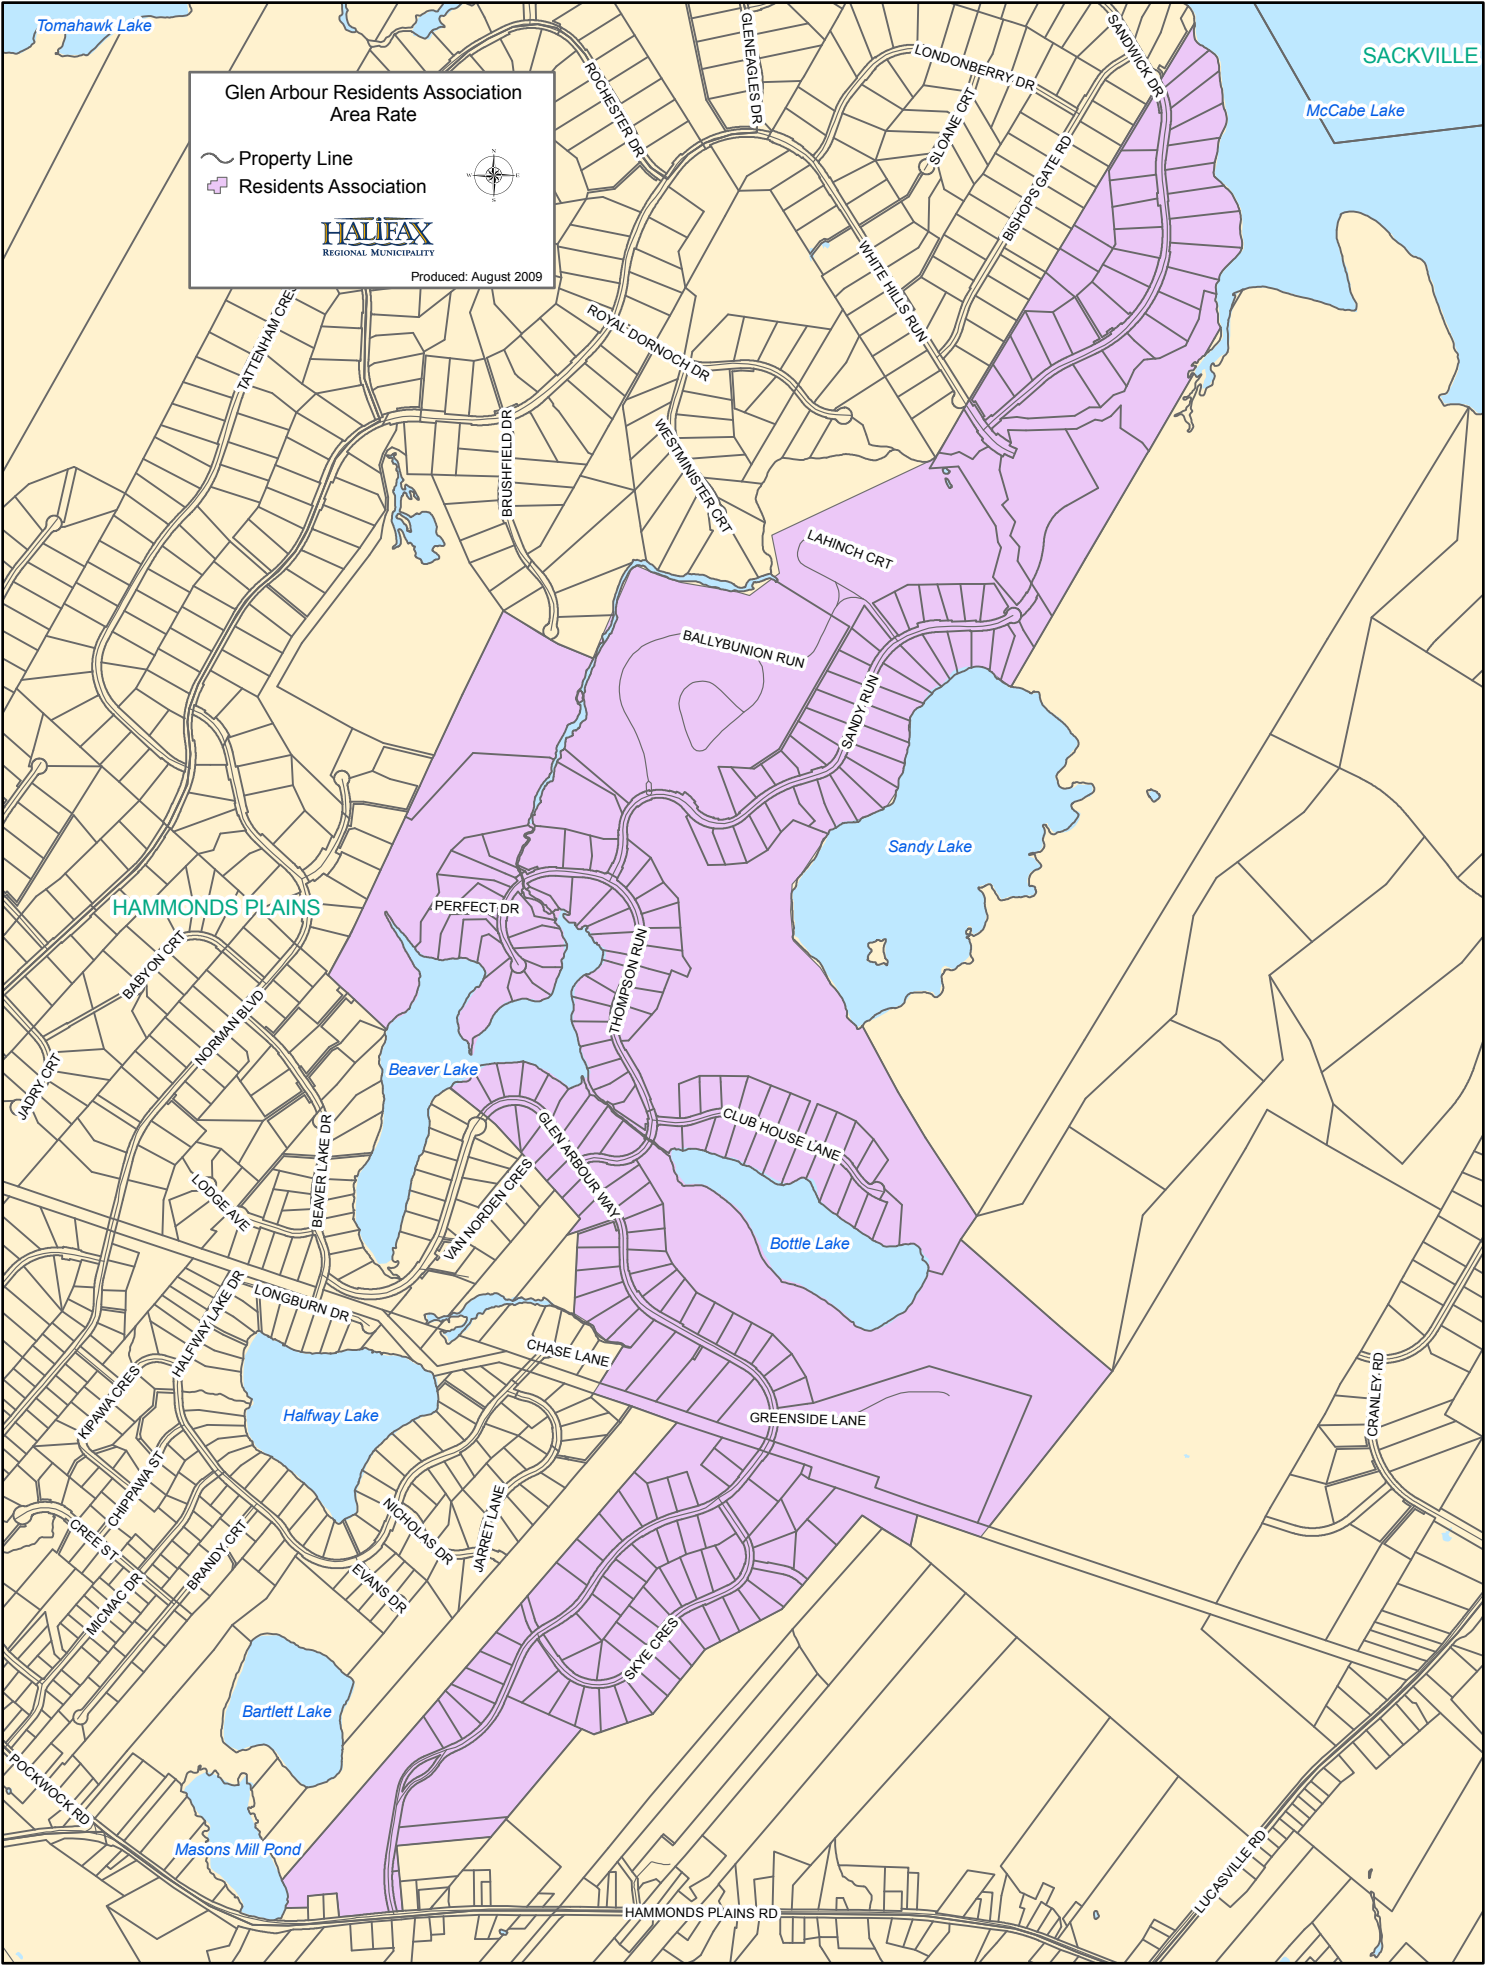 Tomahawk Lake
SACKVILLE
McCabe Lake
Glen Arbour Residents Association
Area Rate
Property Line
Residents Association
N
W
E
S
HALIFAX
REGIONAL MUNICIPALITY
Produced: August 2009
ROCHESTER DR
GLENEAGLES DR
LONDONBERRY DR
SANDWICK DR
SLOANE CRT
BISHOPS GATE RD
WHITE HILLS RUN
TATTENHAM CRES
ROYAL DORNOCH DR
BRUSHFIELD DR
WESTMINISTER CRT
LAHINCH CRT
BALLYBUNION RUN
SANDY RUN
Sandy Lake
HAMMONDS PLAINS
PERFECT DR
BABYON CRT
THOMPSON RUN
NORMAN BLVD
JADRY CRT
Beaver Lake
BEAVER LAKE DR
GLEN ARBOUR WAY
CLUB HOUSE LANE
LODGE AVE
VAN NORDEN CRES
Bottle Lake
HALFWAY LAKE DR
LONGBURN DR
CHASE LANE
KIPAWA CRES
Halfway Lake
GREENSIDE LANE
CRANLEY RD
CHIPPAWA ST
CREE ST
NICHOLAS DR
JARRET LANE
BRANDY CRT
MICMAC DR
EVANS DR
SKYE CRES
Bartlett Lake
POCKWOCK RD
Masons Mill Pond
HAMMONDS PLAINS RD
LUCASVILLE RD